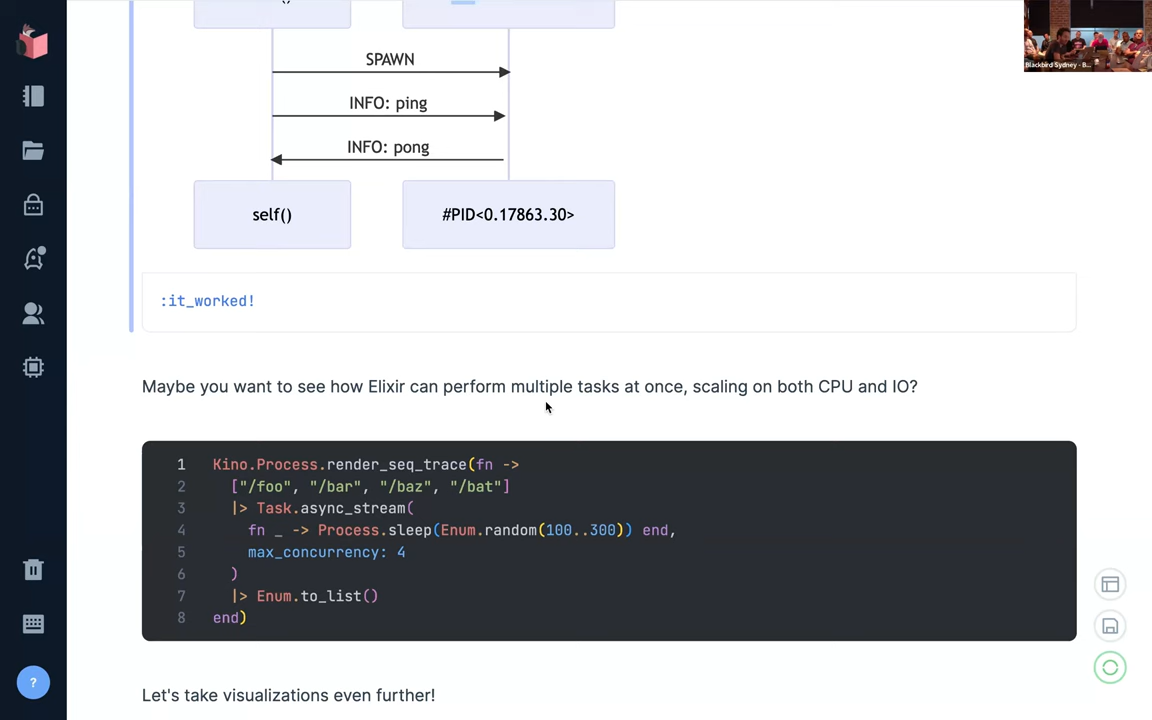 SPAWN
INFO: ping
INFO: pong
self()
#PID<0.17863.30>
:it_worked!
Maybe you want to see how Elixir can perform multiple tasks at once, scaling on both CPU and IO?
1 Kino.Process.render_seq_trace(fn ->
2 ["/foo", "/bar", "/baz", "/bat"]
3 |> Task.async_stream(
4 fn _ -> Process.sleep(Enum.random(100..300)) end,
5 max_concurrency: 4
6 )
7 |> Enum.to_list()
8 end)
Let's take visualizations even further!
?
Blackbird Sydney - B...